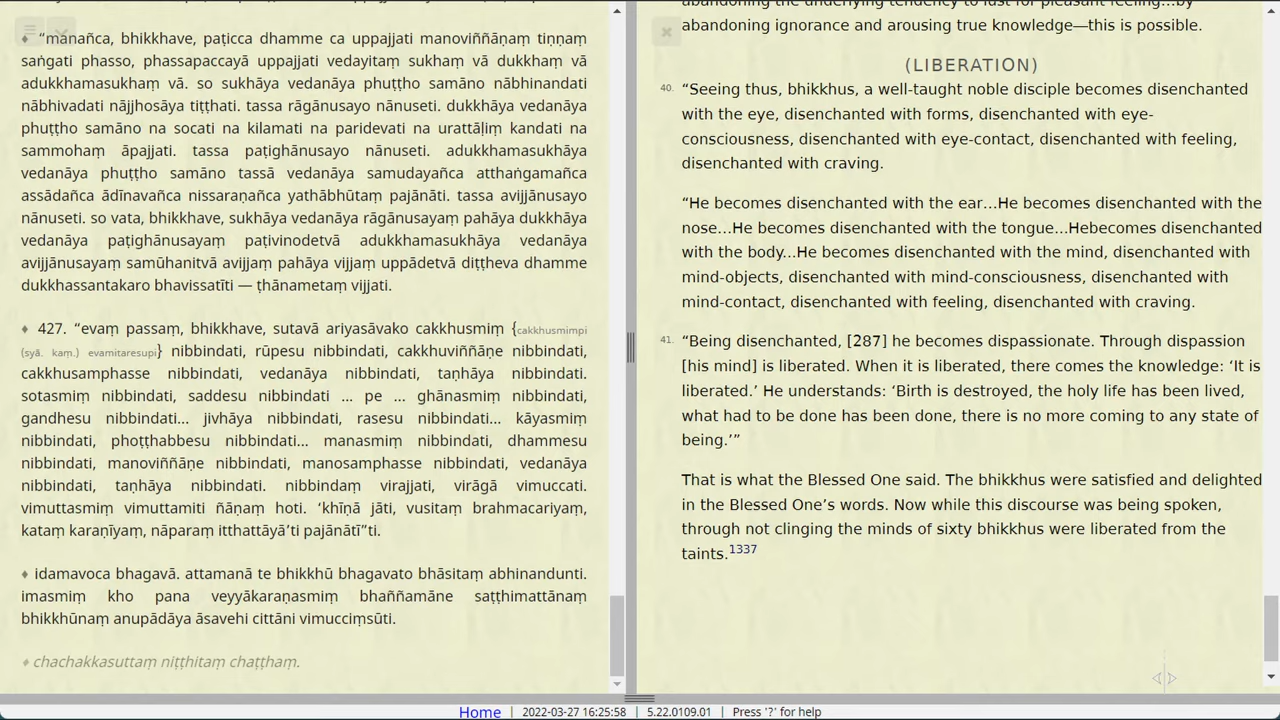 ♦ “manañca, bhikkhave, paṭicca dhamme ca uppajjati manoviññāṇaṃ tiṇṇaṃ
saṅgati phasso, phassapaccayā uppajjati vedayitaṃ sukhaṃ vā dukkhaṃ vā
adukkhamasukhaṃ vā. so sukhāya vedanāya phuṭṭho samāno nābhinandati
nābhivadati nājjhosāya tiṭṭhati. tassa rāgānusayo nānuseti. dukkhāya vedanāya
phuṭṭho samāno na socati na kilamati na paridevati na urattāḷiṃ kandati na
sammohaṃ āpajjati. tassa paṭighānusayo nānuseti. adukkhamasukhāya
vedanāya phuṭṭho samāno tassā vedanāya samudayañca atthaṅgamañca
assādañca ādīnavañca nissaraṇañca yathābhūtaṃ pajānāti. tassa avijjānusayo
nānuseti. so vata, bhikkhave, sukhāya vedanāya rāgānusayaṃ pahāya dukkhāya
vedanāya paṭighānusayaṃ paṭivinodetvā adukkhamasukhāya vedanāya
avijjānusayaṃ samūhanitvā avijjaṃ pahāya vijjaṃ uppādetvā diṭṭheva dhamme
dukkhassantakaro bhavissatīti — ṭhānametaṃ vijjati.
♦ 427. “evaṃ passaṃ, bhikkhave, sutavā ariyasāvako cakkhusmiṃ {cakkhusmimpi
(syā. kaṃ.) evamitaresupi} nibbindati, rūpesu nibbindati, cakkhuviññāṇe nibbindati,
cakkhusamphasse nibbindati, vedanāya nibbindati, taṇhāya nibbindati.
sotasmiṃ nibbindati, saddesu nibbindati ... pe ... ghānasmiṃ nibbindati,
gandhesu nibbindati... jivhāya nibbindati, rasesu nibbindati... kāyasmiṃ
nibbindati, phoṭṭhabbesu nibbindati... manasmiṃ nibbindati, dhammesu
nibbindati, manoviññāṇe nibbindati, manosamphasse nibbindati, vedanāya
nibbindati, taṇhāya nibbindati. nibbindaṃ virajjati, virāgā vimuccati.
vimuttasmiṃ vimuttamiti ñāṇaṃ hoti. ‘khīṇā jāti, vusitaṃ brahmacariyaṃ,
kataṃ karaṇīyaṃ, nāparaṃ itthattāyā’ti pajānātī”ti.
♦ idamavoca bhagavā. attamanā te bhikkhū bhagavato bhāsitaṃ abhinandunti.
imasmiṃ kho pana veyyākaraṇasmiṃ bhaññamāne saṭṭhimattānaṃ
bhikkhūnaṃ anupādāya āsavehi cittāni vimucciṃsūti.
♦ chachakkasuttaṃ niṭṭhitaṃ chaṭṭhaṃ.
abandoning the underlying tendency to lust for pleasant feeling…by
abandoning ignorance and arousing true knowledge—this is possible.
(LIBERATION)
40. “Seeing thus, bhikkhus, a well-taught noble disciple becomes disenchanted
with the eye, disenchanted with forms, disenchanted with eye-
consciousness, disenchanted with eye-contact, disenchanted with feeling,
disenchanted with craving.
“He becomes disenchanted with the ear…He becomes disenchanted with the
nose…He becomes disenchanted with the tongue…Hebecomes disenchanted
with the body…He becomes disenchanted with the mind, disenchanted with
mind-objects, disenchanted with mind-consciousness, disenchanted with
mind-contact, disenchanted with feeling, disenchanted with craving.
41. “Being disenchanted, [287] he becomes dispassionate. Through dispassion
[his mind] is liberated. When it is liberated, there comes the knowledge: ‘It is
liberated.’ He understands: ‘Birth is destroyed, the holy life has been lived,
what had to be done has been done, there is no more coming to any state of
being.’”
That is what the Blessed One said. The bhikkhus were satisfied and delighted
in the Blessed One’s words. Now while this discourse was being spoken,
through not clinging the minds of sixty bhikkhus were liberated from the
taints.1337
Home | 2022-03-27 16:25:58 | 5.22.0109.01 | Press '?' for help